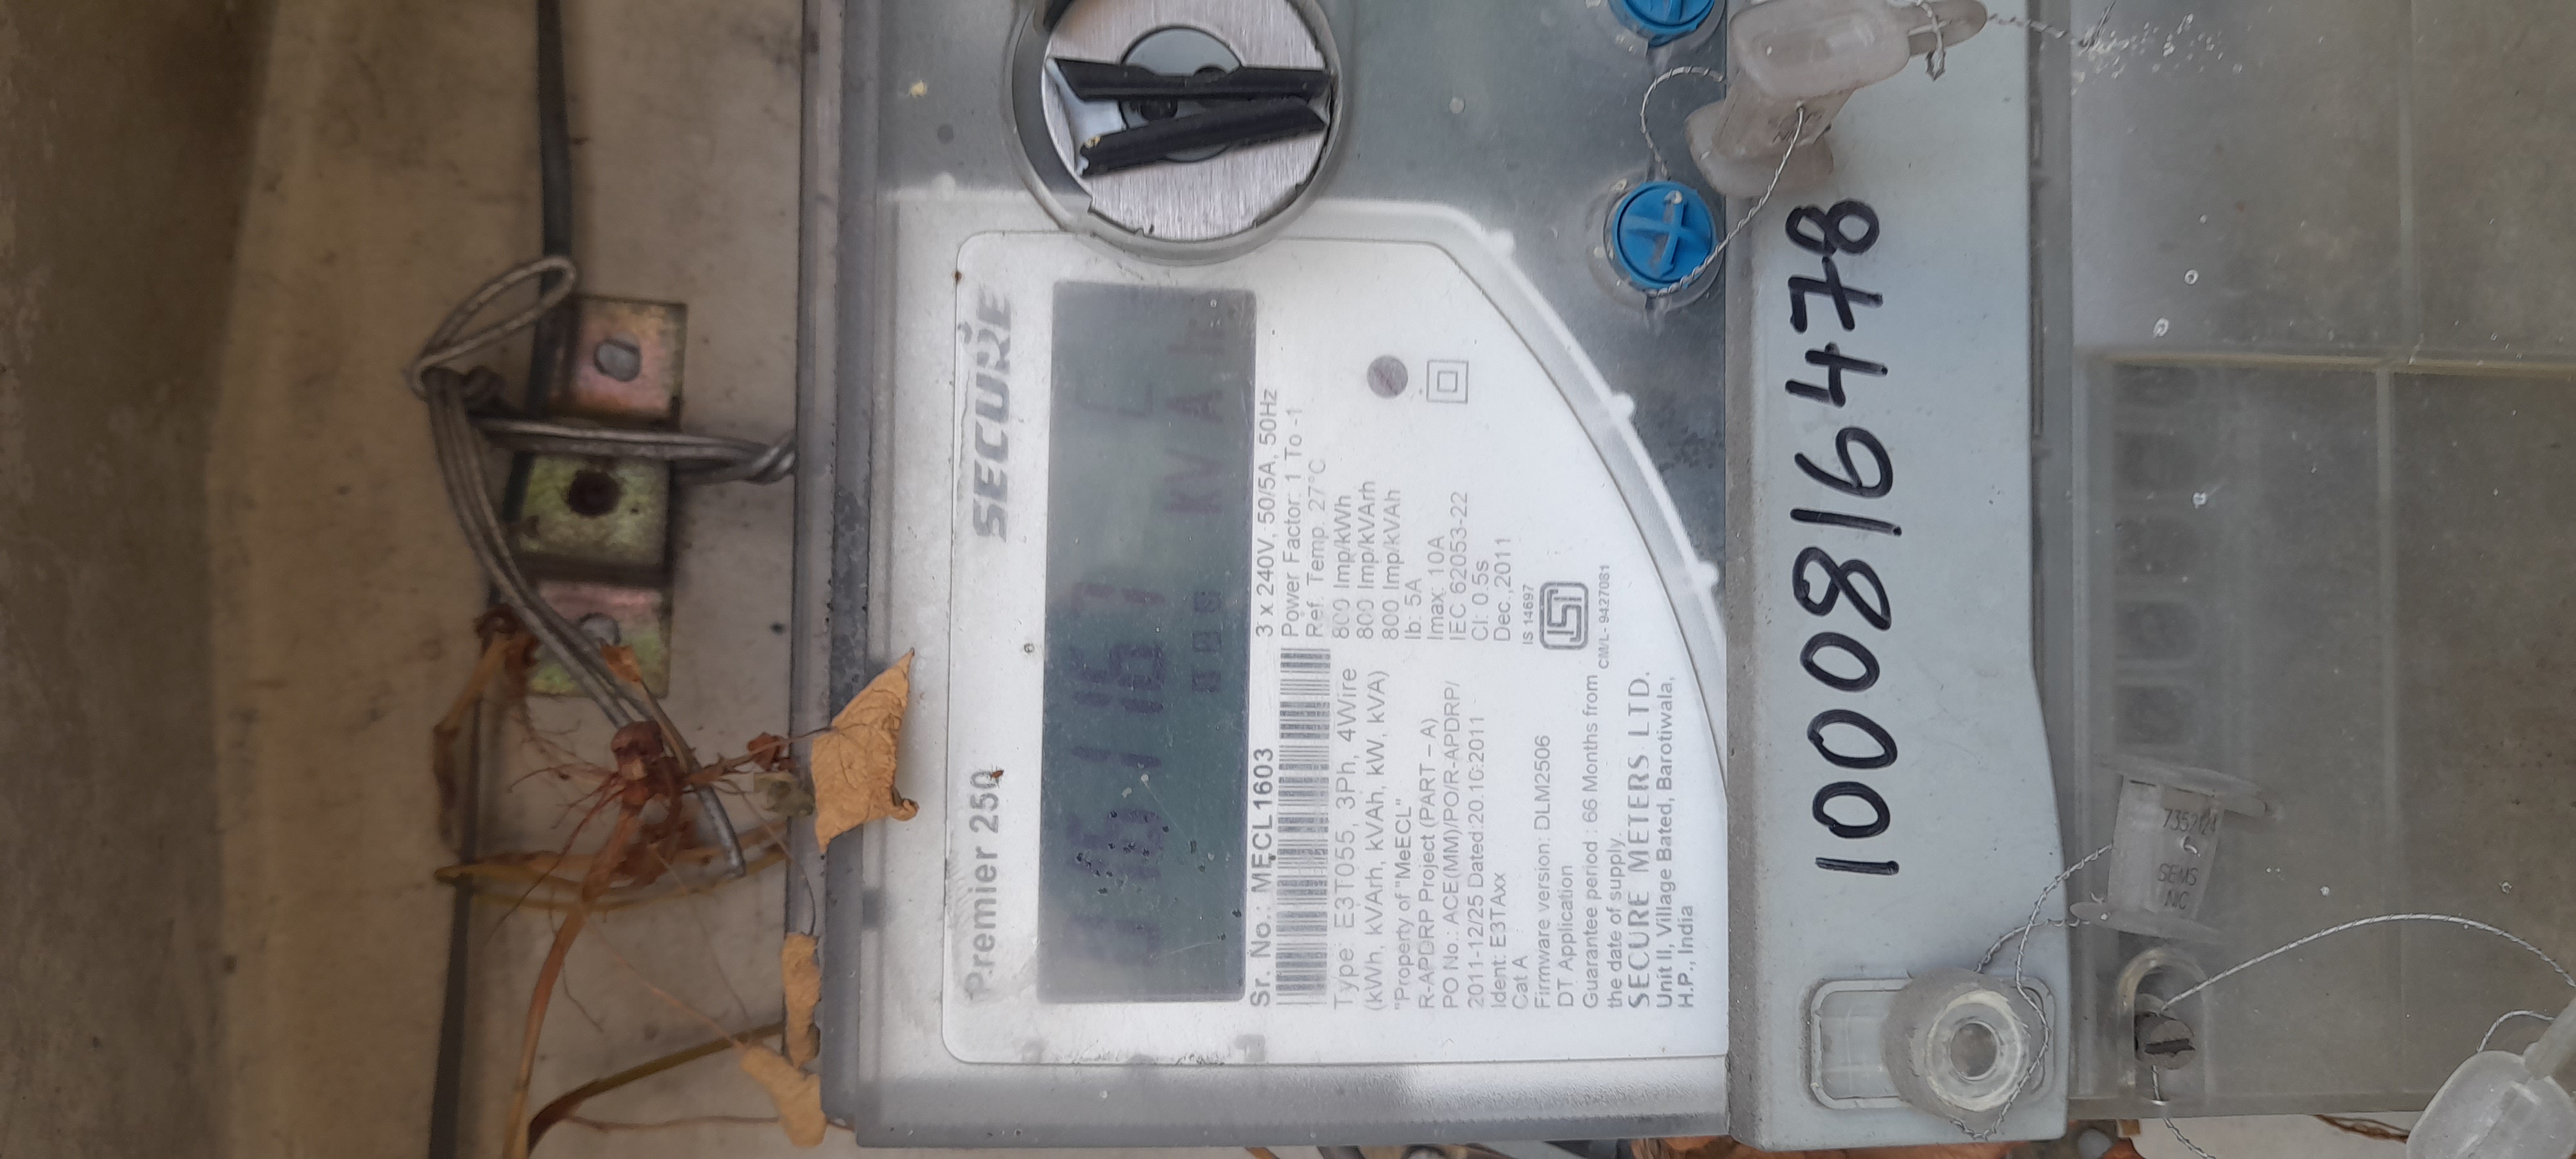 Premier 250
SECURE
kVAh
Sr. No.: MECL1603
3 x 240V, 50/5A, 50Hz
Type: E3T055, 3Ph, 4Wire
(kWh, kVArh, kVAh, kW, kVA)
"Property of "MeECL"
R-APDRP Project (PART – A)
PO No.: ACE(MM)/PO/R-APDRP/
2011-12/25 Dated:20.10.2011
Ident: E3TAxx
Cat A
Firmware version: DLM2506
DT Application
Guarantee period : 66 Months from
the date of supply.
SECURE METERS LTD.
Unit II, Village Bated, Barotiwala,
H.P., India
Power Factor: 1 To -1
Ref. Temp. 27°C
800 Imp/kWh
800 Imp/kVArh
800 Imp/kVAh
Ib: 5A
Imax: 10A
IEC 62053-22
Cl: 0.5s
Dec.,2011
IS 14697
ISI
CM/L- 9427081
100816478
SEMS
NIC